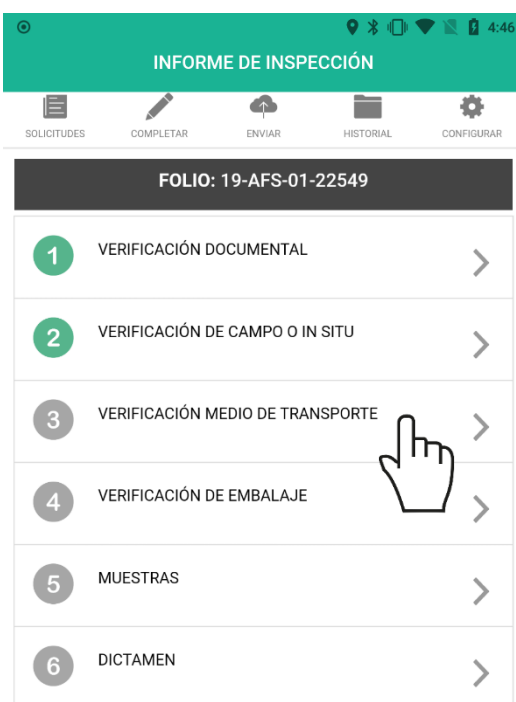 4:46
INFORME DE INSPECCIÓN
SOLICITUDES COMPLETAR ENVIAR HISTORIAL CONFIGURAR
FOLIO: 19-AFS-01-22549
1 VERIFICACIÓN DOCUMENTAL
2 VERIFICACIÓN DE CAMPO O IN SITU
3 VERIFICACIÓN MEDIO DE TRANSPORTE
4 VERIFICACIÓN DE EMBALAJE
5 MUESTRAS
6 DICTAMEN